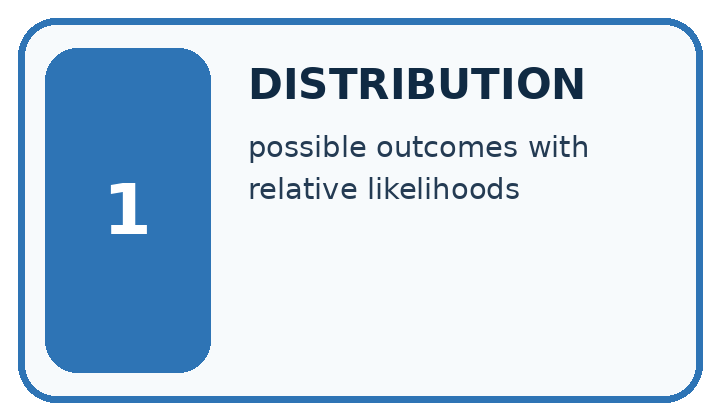 1
DISTRIBUTION
possible outcomes with
relative likelihoods